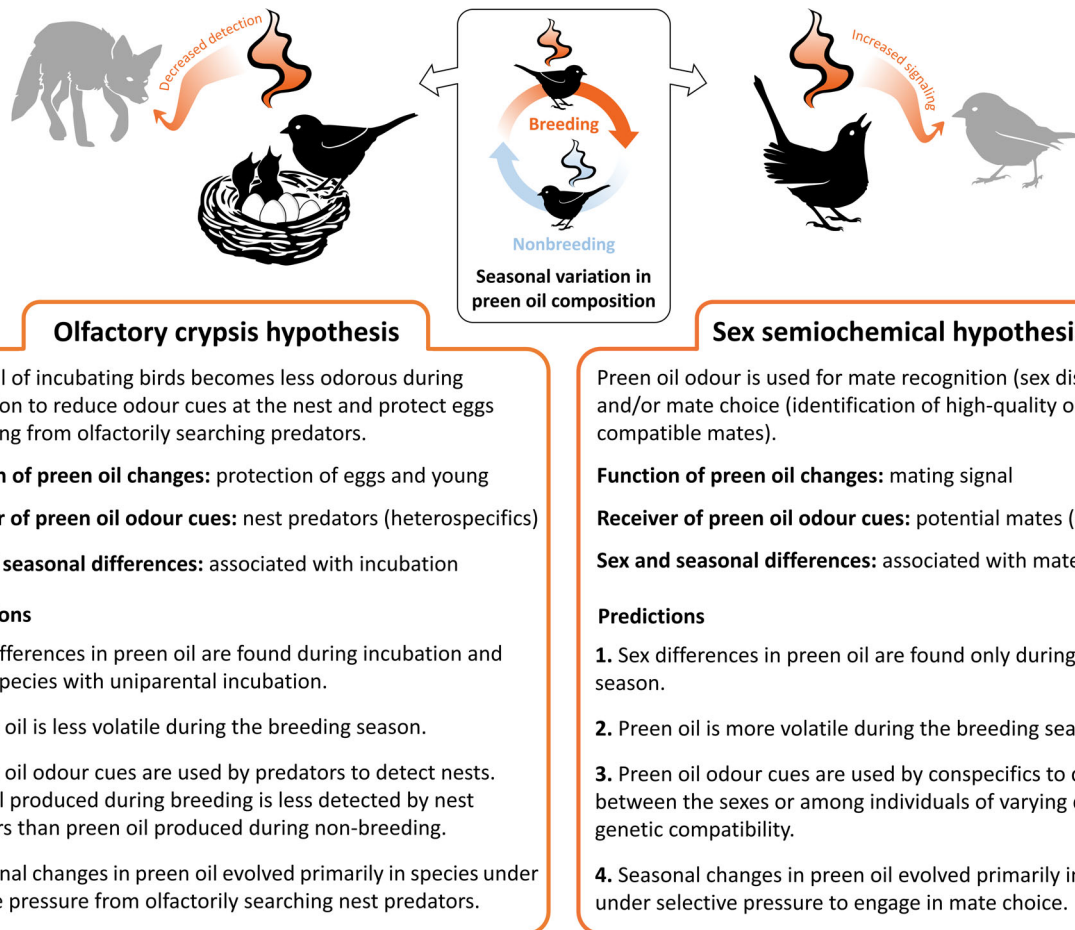 Decreased detection
Increased signaling
Breeding
Nonbreeding
Seasonal variation in
preen oil composition
Olfactory crypsis hypothesis
of incubating birds becomes less odorous during
to reduce odour cues at the nest and protect eggs
from olfactorily searching predators.
of preen oil changes: protection of eggs and young
of preen oil odour cues: nest predators (heterospecifics)
seasonal differences: associated with incubation
in preen oil are found during incubation and
with uniparental incubation.
oil is less volatile during the breeding season.
oil odour cues are used by predators to detect nests.
produced during breeding is less detected by nest
than preen oil produced during non-breeding.
changes in preen oil evolved primarily in species under
pressure from olfactorily searching nest predators.
Sex semiochemical
Preen oil odour is used for mate recognition (sex
and/or mate choice (identification of high-quality
compatible mates).
Function of preen oil changes: mating signal
Receiver of preen oil odour cues: potential mates
Sex and seasonal differences: associated with
Predictions
1. Sex differences in preen oil are found only during
season.
2. Preen oil is more volatile during the breeding
3. Preen oil odour cues are used by conspecifics to
between the sexes or among individuals of varying
genetic compatibility.
4. Seasonal changes in preen oil evolved primarily in
under selective pressure to engage in mate choice.